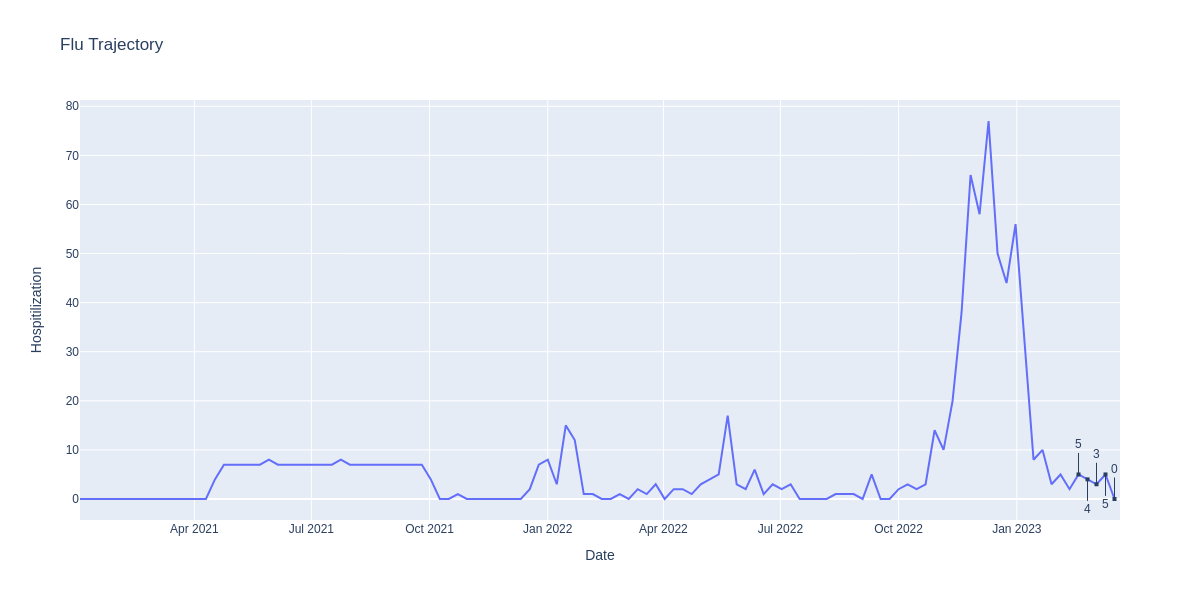 Flu Trajectory
Hospitilization
80
70
60
50
40
30
20
10
0
5
4
3
5
0
Apr 2021
Jul 2021
Oct 2021
Jan 2022
Apr 2022
Jul 2022
Oct 2022
Jan 2023
Date